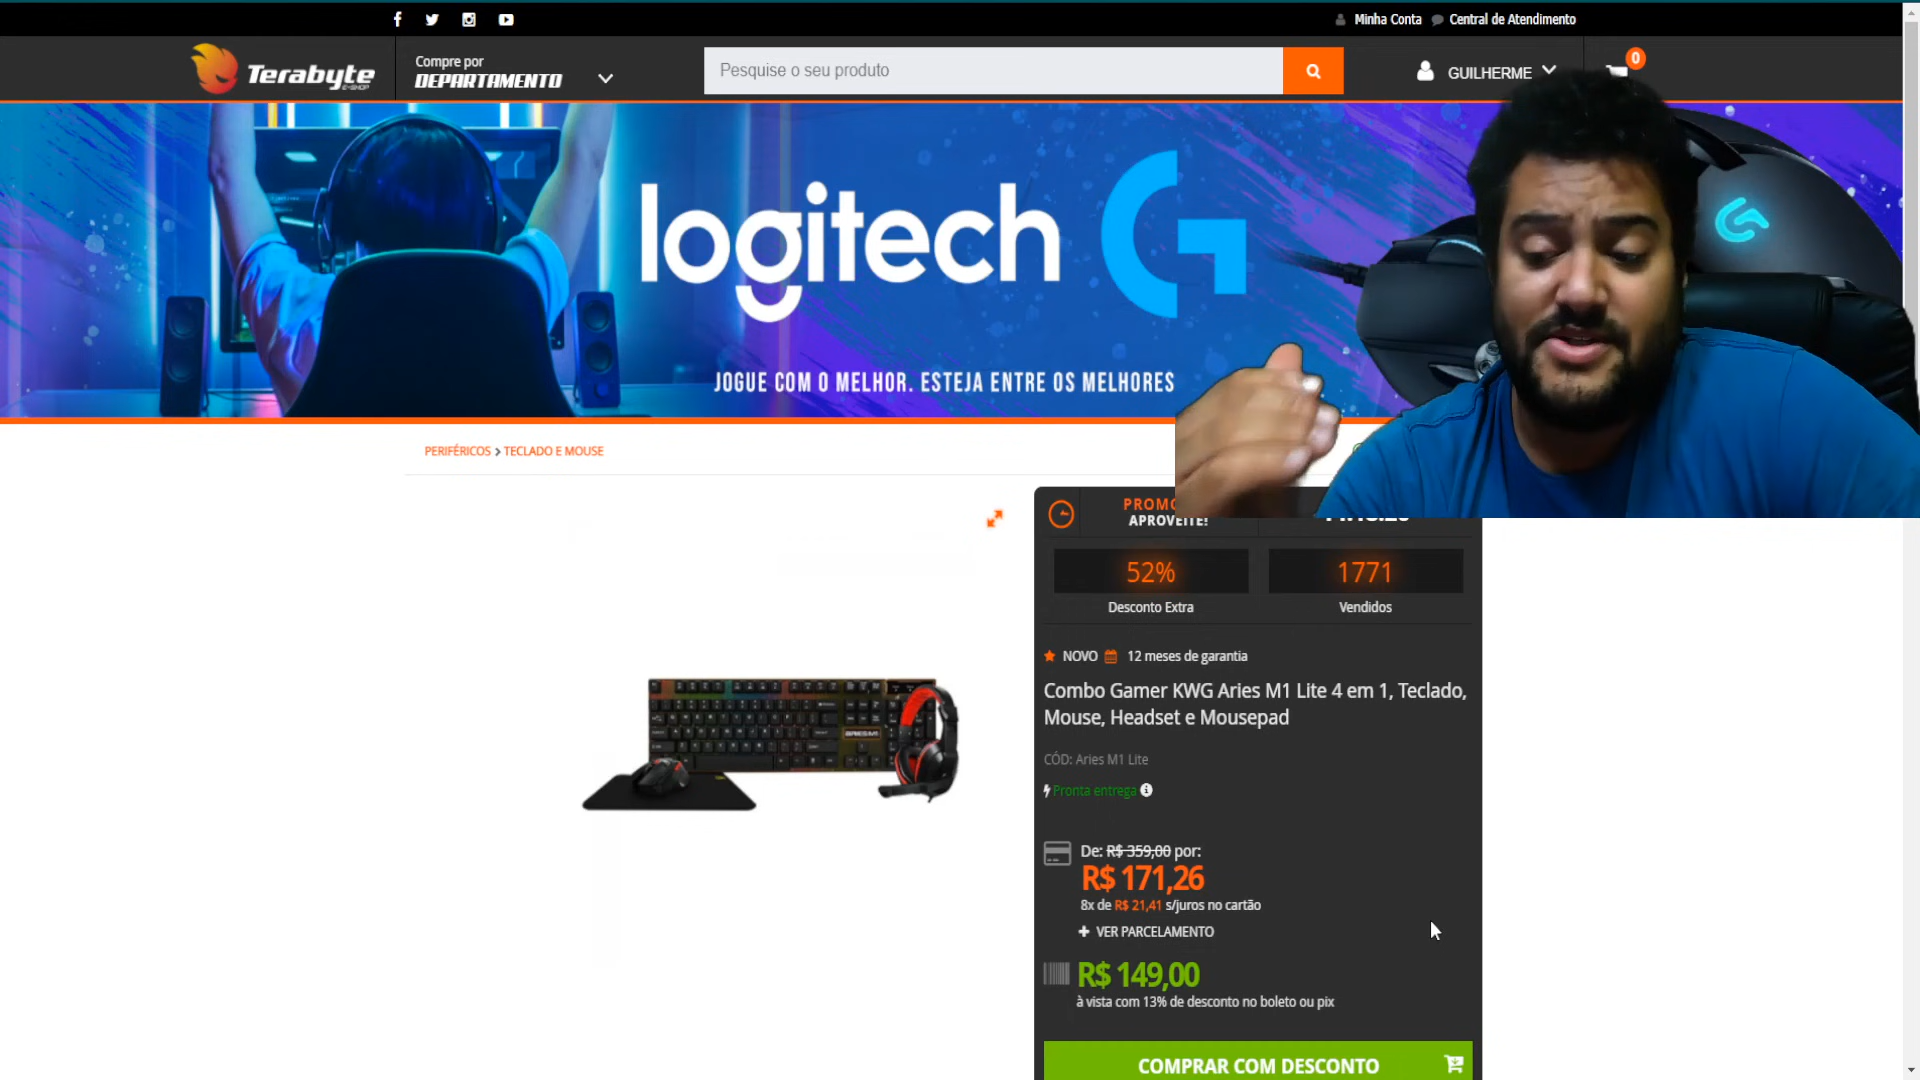 Minha Conta
Central de Atendimento
Terabyte
E-SHOP
Compre por
DEPARTAMENTO
Pesquise o seu produto
GUILHERME
0
logitech G
JOGUE COM O MELHOR. ESTEJA ENTRE OS MELHORES
PERIFÉRICOS > TECLADO E MOUSE
APROVEITE!
52%
Desconto Extra
1771
Vendidos
NOVO
12 meses de garantia
Combo Gamer KWG Aries M1 Lite 4 em 1, Teclado,
Mouse, Headset e Mousepad
CÓD: Aries M1 Lite
Pronta entrega
De: R$ 359,00 por:
R$ 171,26
8x de R$ 21,41 s/juros no cartão
+ VER PARCELAMENTO
R$ 149,00
à vista com 13% de desconto no boleto ou pix
COMPRAR COM DESCONTO